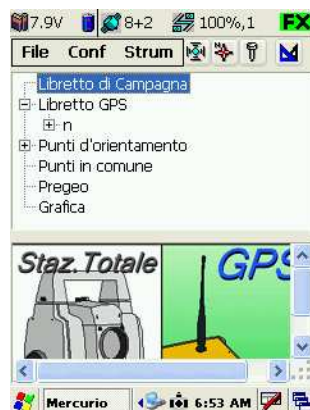 7.9V 8+2 100%,1 FX
File Conf Strum
Libretto di Campagna
Libretto GPS
n
Punti d'orientamento
Punti in comune
Pregeo
Grafica
Staz. Totale GPS
Mercurio 6:53 AM